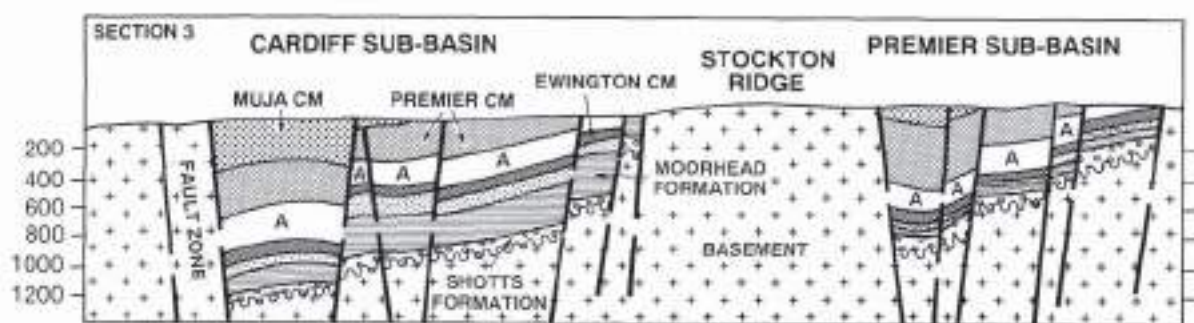 SECTION 3
CARDIFF SUB-BASIN
STOCKTON
RIDGE
PREMIER SUB-BASIN
MUJA CM
PREMIER CM
EWINGTON CM
200
400
600
800
1000
1200
FAULT ZONE
A
A
A
A
A
A
A
A
MOORHEAD
FORMATION
BASEMENT
SHOTTS
FORMATION